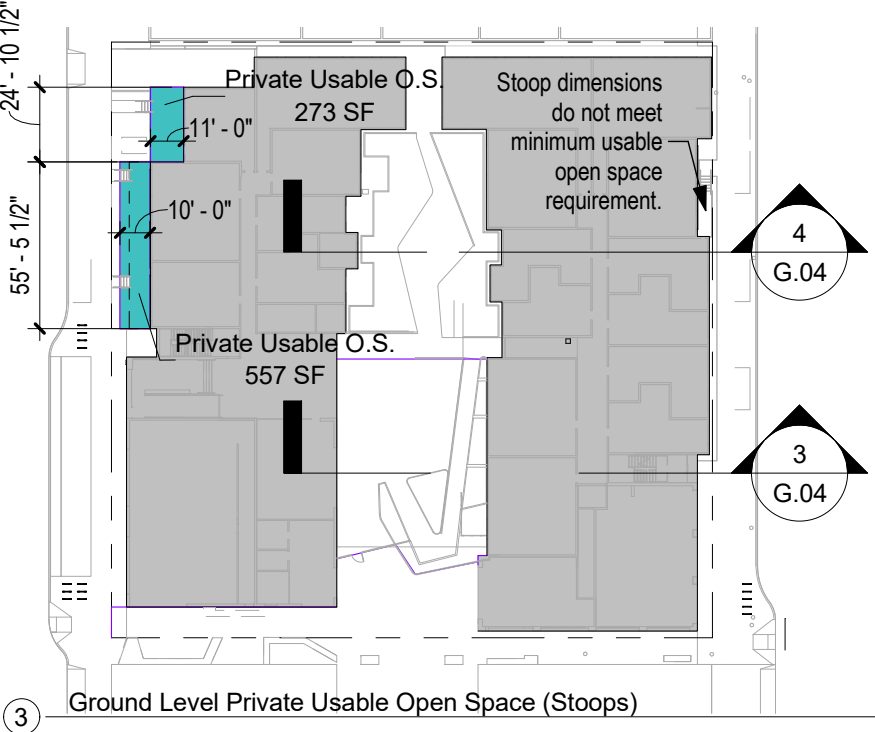 24' - 10 1/2"
Private Usable O.S.
273 SF
11' - 0"
Stoop dimensions
do not meet
minimum usable
open space
requirement.
10' - 0"
55' - 5 1/2"
4
G.04
Private Usable O.S.
557 SF
3
G.04
3
Ground Level Private Usable Open Space (Stoops)